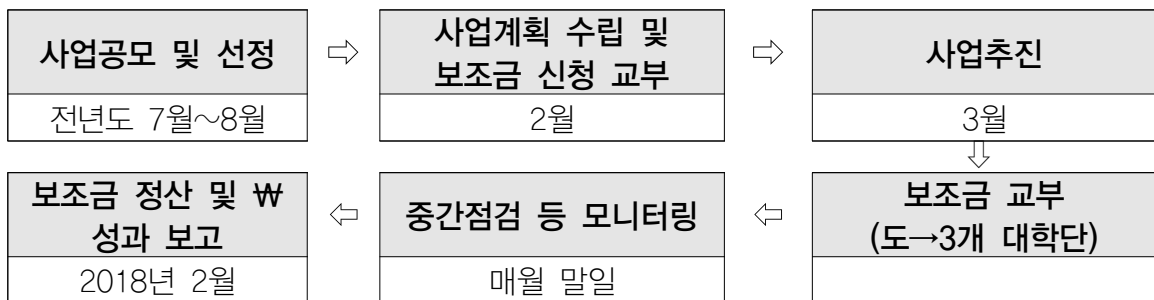 사업공모 및 선정
전년도 7월~8월
⇨
사업계획 수립 및
보조금 신청 교부
2월
⇨
사업추진
3월
⇩
보조금 교부
(도→3개 대학단)
⇦
중간점검 등 모니터링
매월 말일
⇦
보조금 정산 및 ₩
성과 보고
2018년 2월